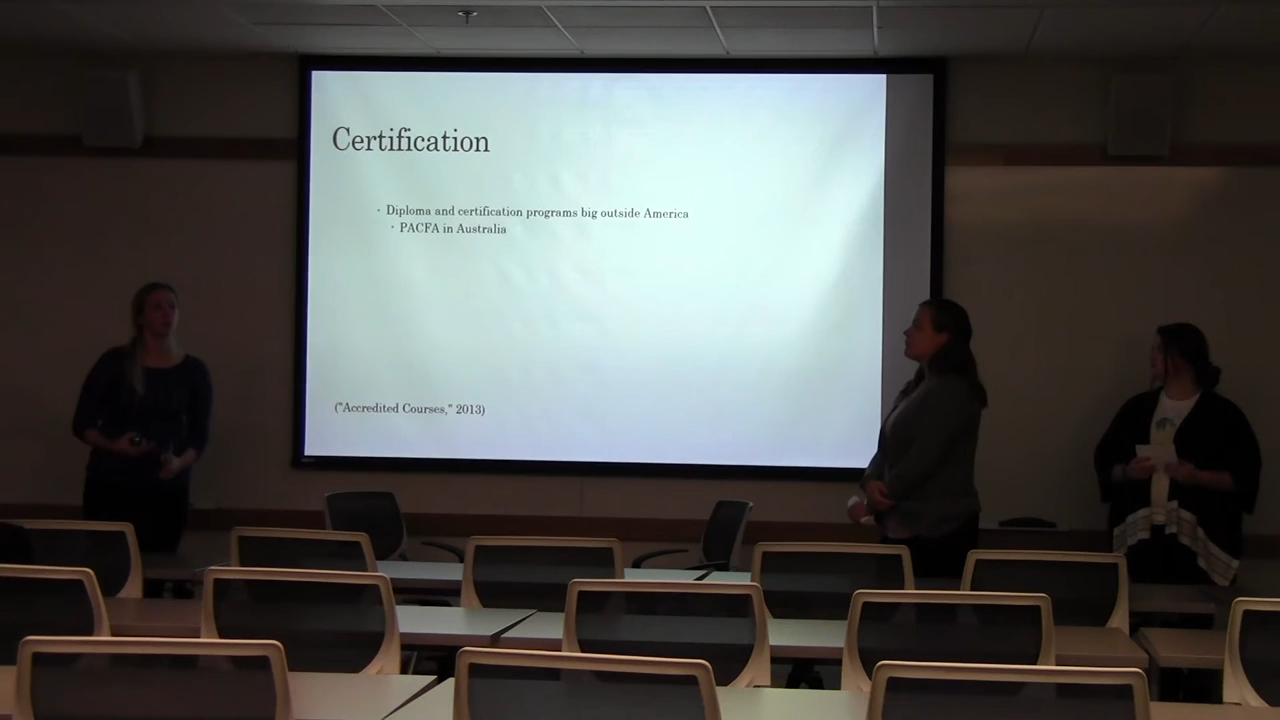 Certification
· Diploma and certification programs big outside America
· PACFA in Australia
("Accredited Courses," 2013)